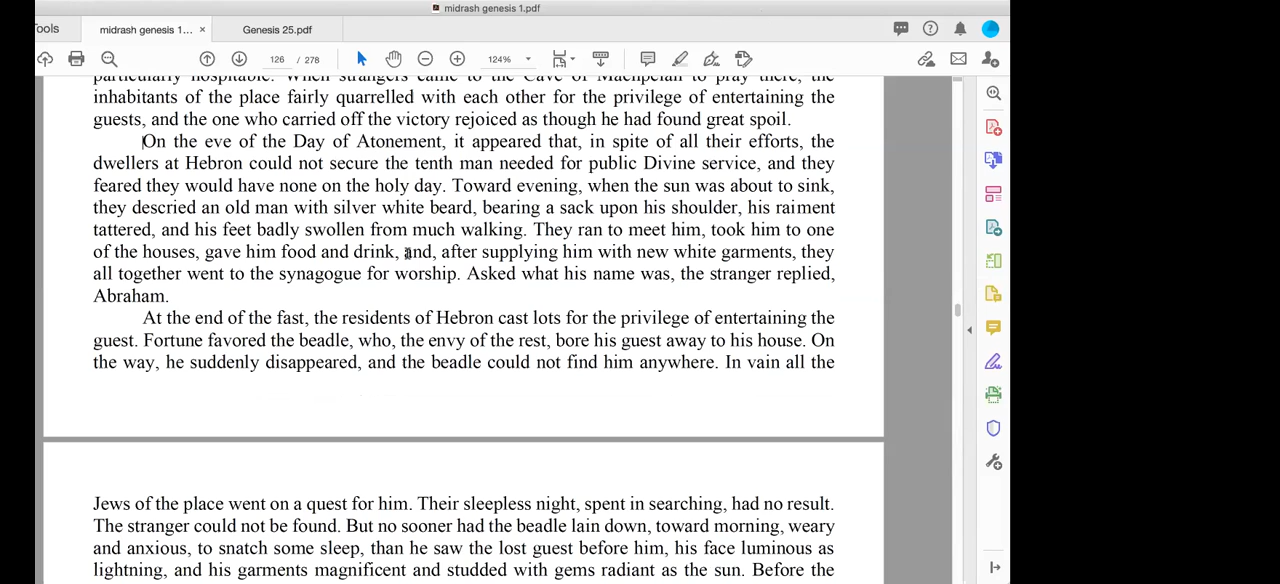 midrash genesis 1.pdf
Tools
midrash genesis 1... ×
Genesis 25.pdf
126 / 278
124%
particularly hospitable. When strangers came to the Cave of Machpelah to pray there, the
inhabitants of the place fairly quarrelled with each other for the privilege of entertaining the
guests, and the one who carried off the victory rejoiced as though he had found great spoil.
On the eve of the Day of Atonement, it appeared that, in spite of all their efforts, the
dwellers at Hebron could not secure the tenth man needed for public Divine service, and they
feared they would have none on the holy day. Toward evening, when the sun was about to sink,
they descried an old man with silver white beard, bearing a sack upon his shoulder, his raiment
tattered, and his feet badly swollen from much walking. They ran to meet him, took him to one
of the houses, gave him food and drink, and, after supplying him with new white garments, they
all together went to the synagogue for worship. Asked what his name was, the stranger replied,
Abraham.
At the end of the fast, the residents of Hebron cast lots for the privilege of entertaining the
guest. Fortune favored the beadle, who, the envy of the rest, bore his guest away to his house. On
the way, he suddenly disappeared, and the beadle could not find him anywhere. In vain all the
Jews of the place went on a quest for him. Their sleepless night, spent in searching, had no result.
The stranger could not be found. But no sooner had the beadle lain down, toward morning, weary
and anxious, to snatch some sleep, than he saw the lost guest before him, his face luminous as
lightning, and his garments magnificent and studded with gems radiant as the sun. Before the